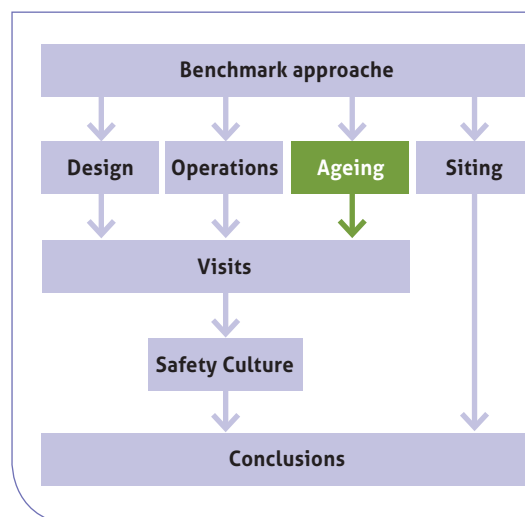 Benchmark approache
Design
Operations
Ageing
Siting
Visits
Safety Culture
Conclusions